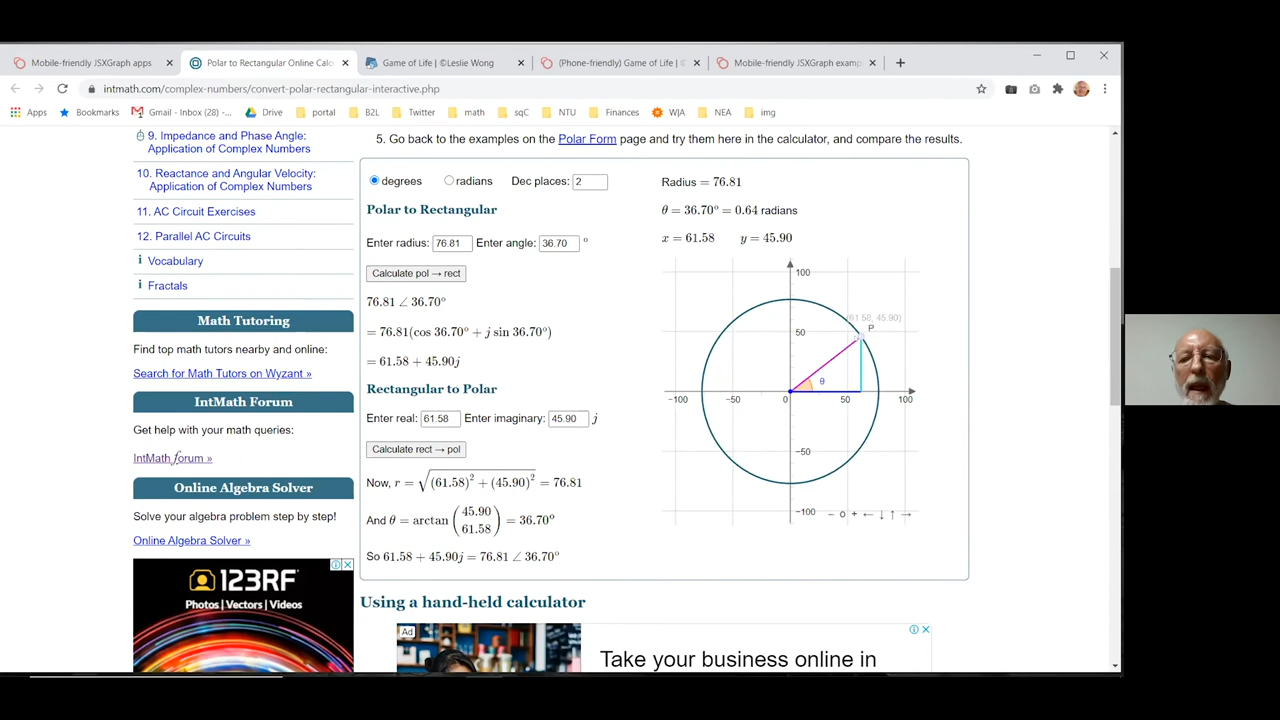 Mobile-friendly JSXGraph apps
Polar to Rectangular Online Calc
Game of Life | ©Leslie Wong
(Phone-friendly) Game of Life | ©
Mobile-friendly JSXGraph examp
intmath.com/complex-numbers/convert-polar-rectangular-interactive.php
Apps Bookmarks Gmail - Inbox (28) -... Drive portal B2L Twitter math sqC NTU Finances WJA NEA img
9. Impedance and Phase Angle:
Application of Complex Numbers
10. Reactance and Angular Velocity:
Application of Complex Numbers
11. AC Circuit Exercises
12. Parallel AC Circuits
Vocabulary
Fractals
Math Tutoring
Find top math tutors nearby and online:
Search for Math Tutors on Wyzant »
IntMath Forum
Get help with your math queries:
IntMath forum »
Online Algebra Solver
Solve your algebra problem step by step!
Online Algebra Solver »
123RF
Photos | Vectors | Videos
5. Go back to the examples on the Polar Form page and try them here in the calculator, and compare the results.
degrees radians Dec places: 2
Polar to Rectangular
Enter radius: 76.81 Enter angle: 36.70 °
Calculate pol → rect
76.81 ∠ 36.70°
= 76.81(cos 36.70° + j sin 36.70°)
= 61.58 + 45.90j
Rectangular to Polar
Enter real: 61.58 Enter imaginary: 45.90 j
Calculate rect → pol
Now, r = √(61.58)² + (45.90)² = 76.81
And θ = arctan (45.90 / 61.58) = 36.70°
So 61.58 + 45.90j = 76.81 ∠ 36.70°
Radius = 76.81
θ = 36.70° = 0.64 radians
x = 61.58 y = 45.90
100
(61.58, 45.90)
50
P
θ
−100 −50 0 50 100
−50
−100
− o + ← ↓ ↑ →
Using a hand-held calculator
Ad
Take your business online in